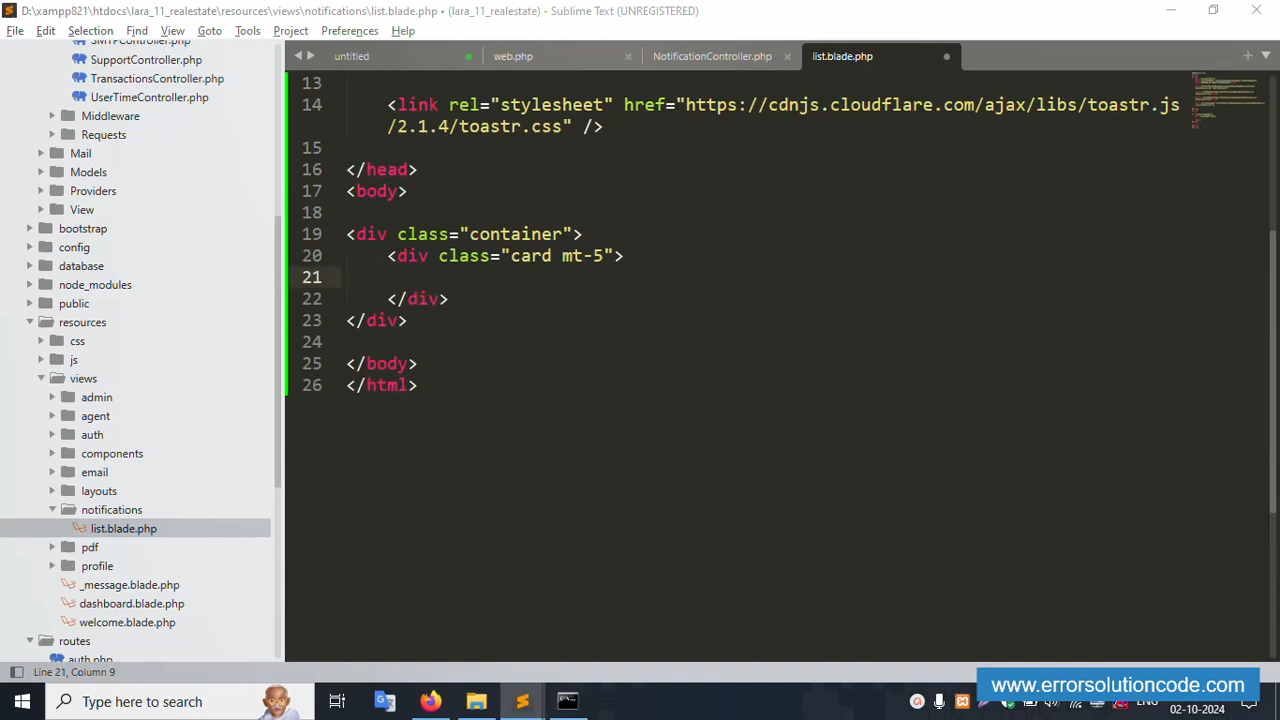 D:\xampp821\htdocs\lara_11_realestate\resources\views\notifications\list.blade.php • (lara_11_realestate) - Sublime Text (UNREGISTERED)
File Edit Selection Find View Goto Tools Project Preferences Help
untitled web.php NotificationController.php list.blade.php
SMTPController.php
SupportController.php
TransactionsController.php
UserTimeController.php
Middleware
Requests
Mail
Models
Providers
View
bootstrap
config
database
node_modules
public
resources
css
js
views
admin
agent
auth
components
email
layouts
notifications
list.blade.php
pdf
profile
_message.blade.php
dashboard.blade.php
welcome.blade.php
routes
auth.php
13
14 <link rel="stylesheet" href="https://cdnjs.cloudflare.com/ajax/libs/toastr.js
/2.1.4/toastr.css" />
15
16 </head>
17 <body>
18
19 <div class="container">
20 <div class="card mt-5">
21
22 </div>
23 </div>
24
25 </body>
26 </html>
Line 21, Column 9
www.errorsolutioncode.com
Type here to search
02-10-2024